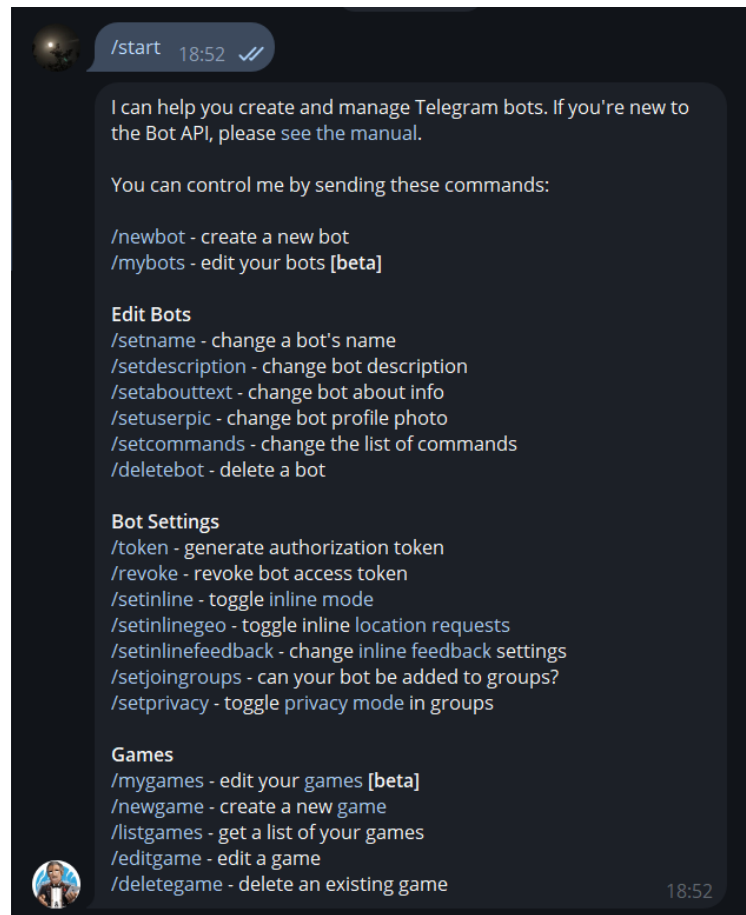 /start 18:52
I can help you create and manage Telegram bots. If you're new to
the Bot API, please see the manual.
You can control me by sending these commands:
/newbot - create a new bot
/mybots - edit your bots [beta]
Edit Bots
/setname - change a bot's name
/setdescription - change bot description
/setabouttext - change bot about info
/setuserpic - change bot profile photo
/setcommands - change the list of commands
/deletebot - delete a bot
Bot Settings
/token - generate authorization token
/revoke - revoke bot access token
/setinline - toggle inline mode
/setinlinegeo - toggle inline location requests
/setinlinefeedback - change inline feedback settings
/setjoingroups - can your bot be added to groups?
/setprivacy - toggle privacy mode in groups
Games
/mygames - edit your games [beta]
/newgame - create a new game
/listgames - get a list of your games
/editgame - edit a game
/deletegame - delete an existing game 18:52